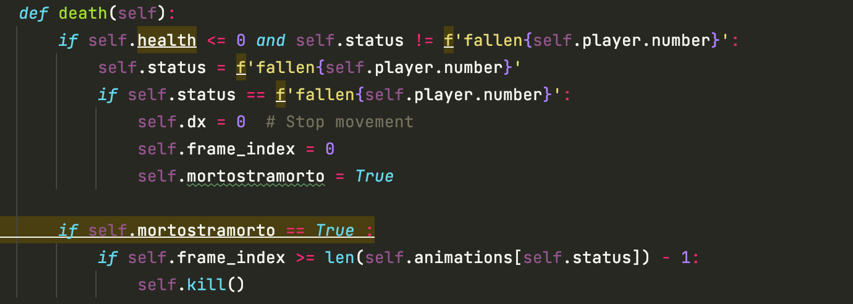 def death(self):
if self.health <= 0 and self.status != f'fallen{self.player.number}':
self.status = f'fallen{self.player.number}'
if self.status == f'fallen{self.player.number}':
self.dx = 0  # Stop movement
self.frame_index = 0
self.mortostramorto = True
if self.mortostramorto == True :
if self.frame_index >= len(self.animations[self.status]) - 1:
self.kill()